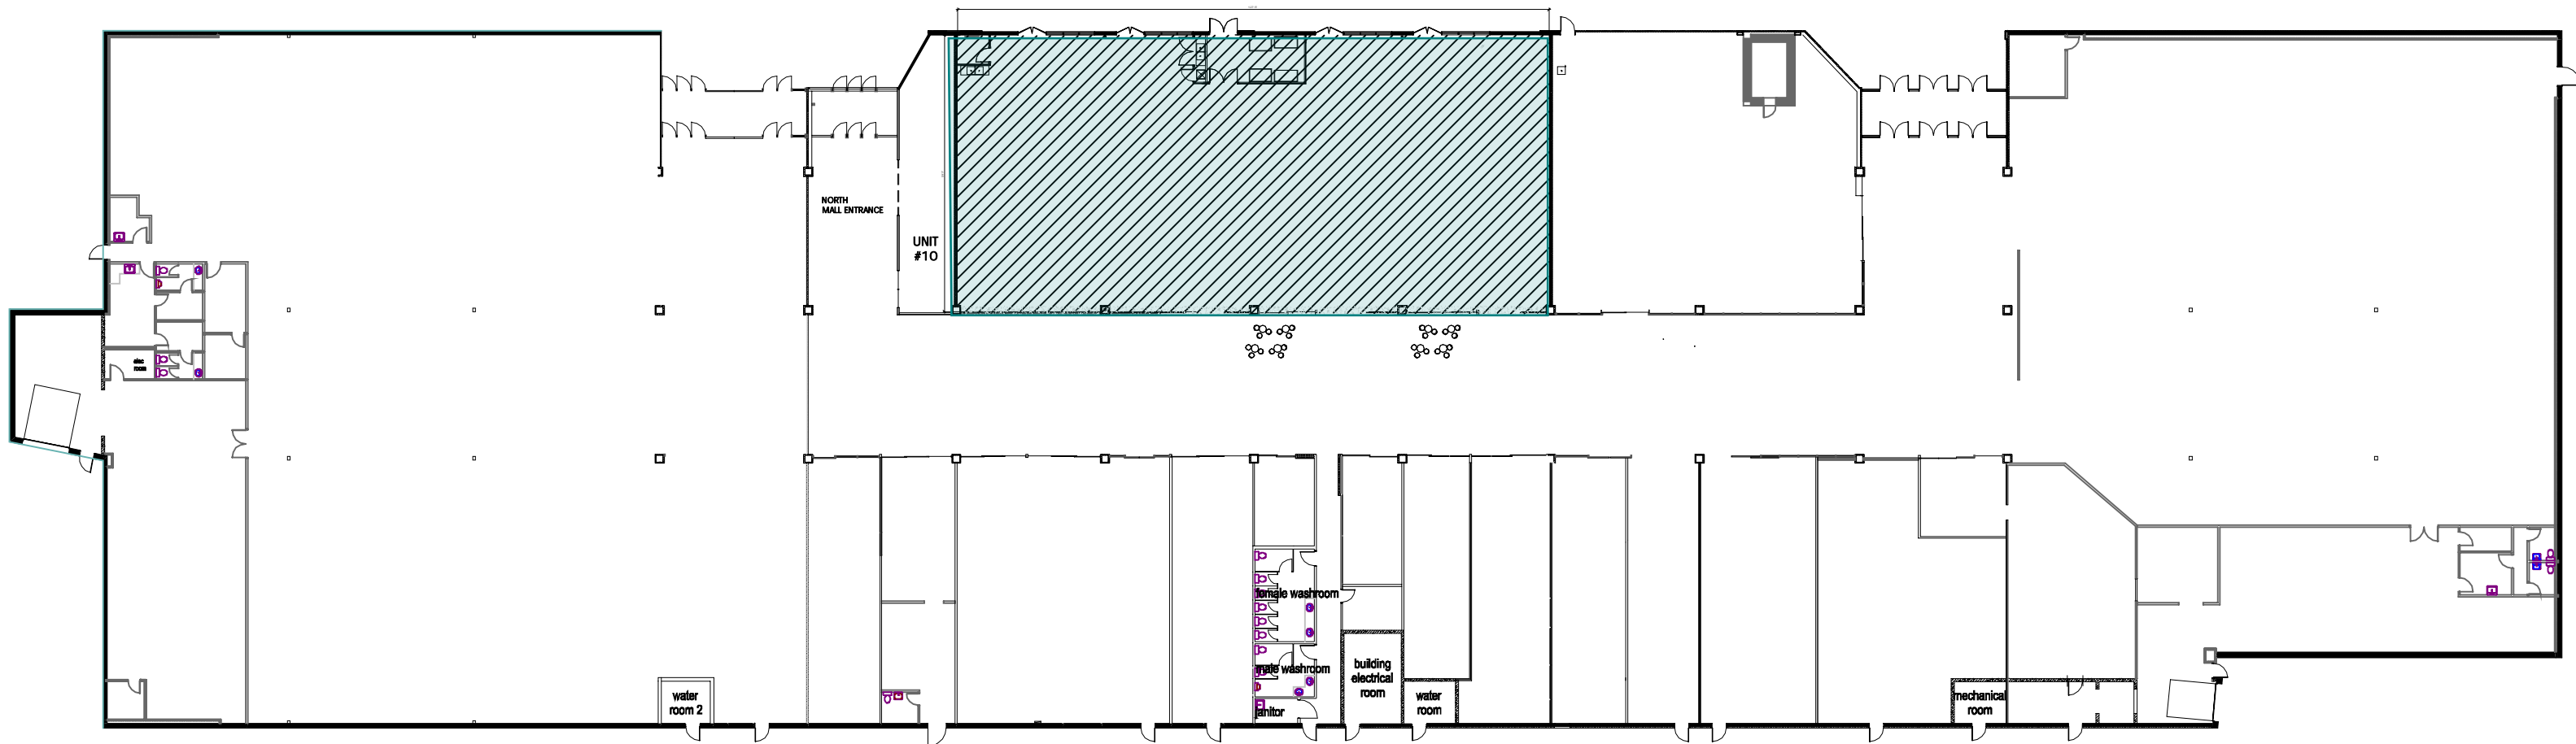 NORTH
MALL ENTRANCE
UNIT
#10
elec
room
female washroom
male washroom
janitor
building
electrical
room
water
room
water
room 2
mechanical
room